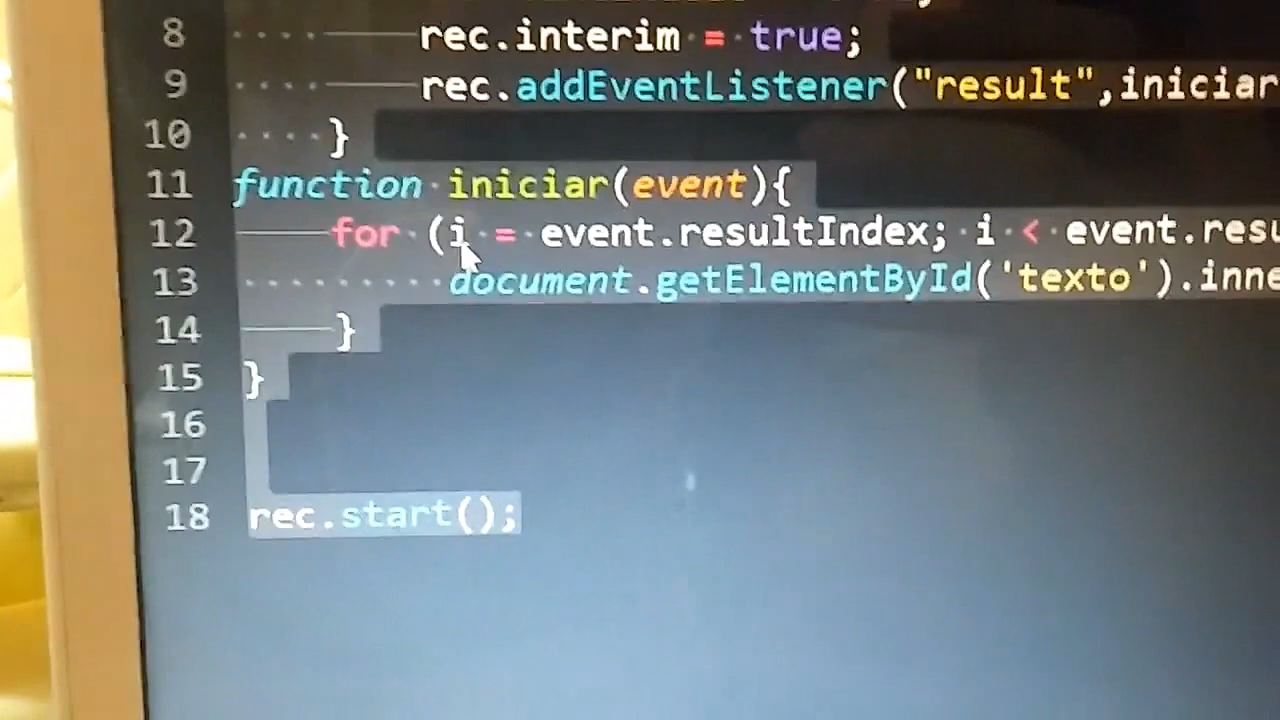 8 rec.interim = true;
9 rec.addEventListener("result",iniciar
10 }
11 function iniciar(event){
12 for (i = event.resultIndex; i < event.resu
13 document.getElementById('texto').inne
14 }
15 }
16
17
18 rec.start();